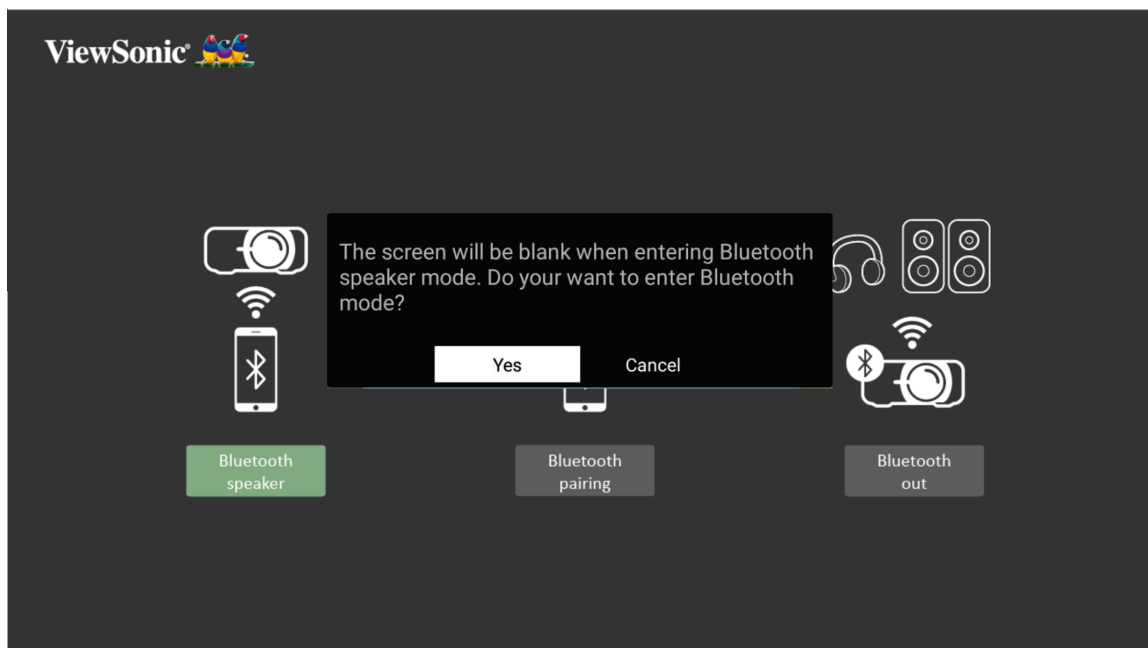 ViewSonic®
The screen will be blank when entering Bluetooth
speaker mode. Do your want to enter Bluetooth
mode?
Yes Cancel
Bluetooth
speaker
Bluetooth
pairing
Bluetooth
out